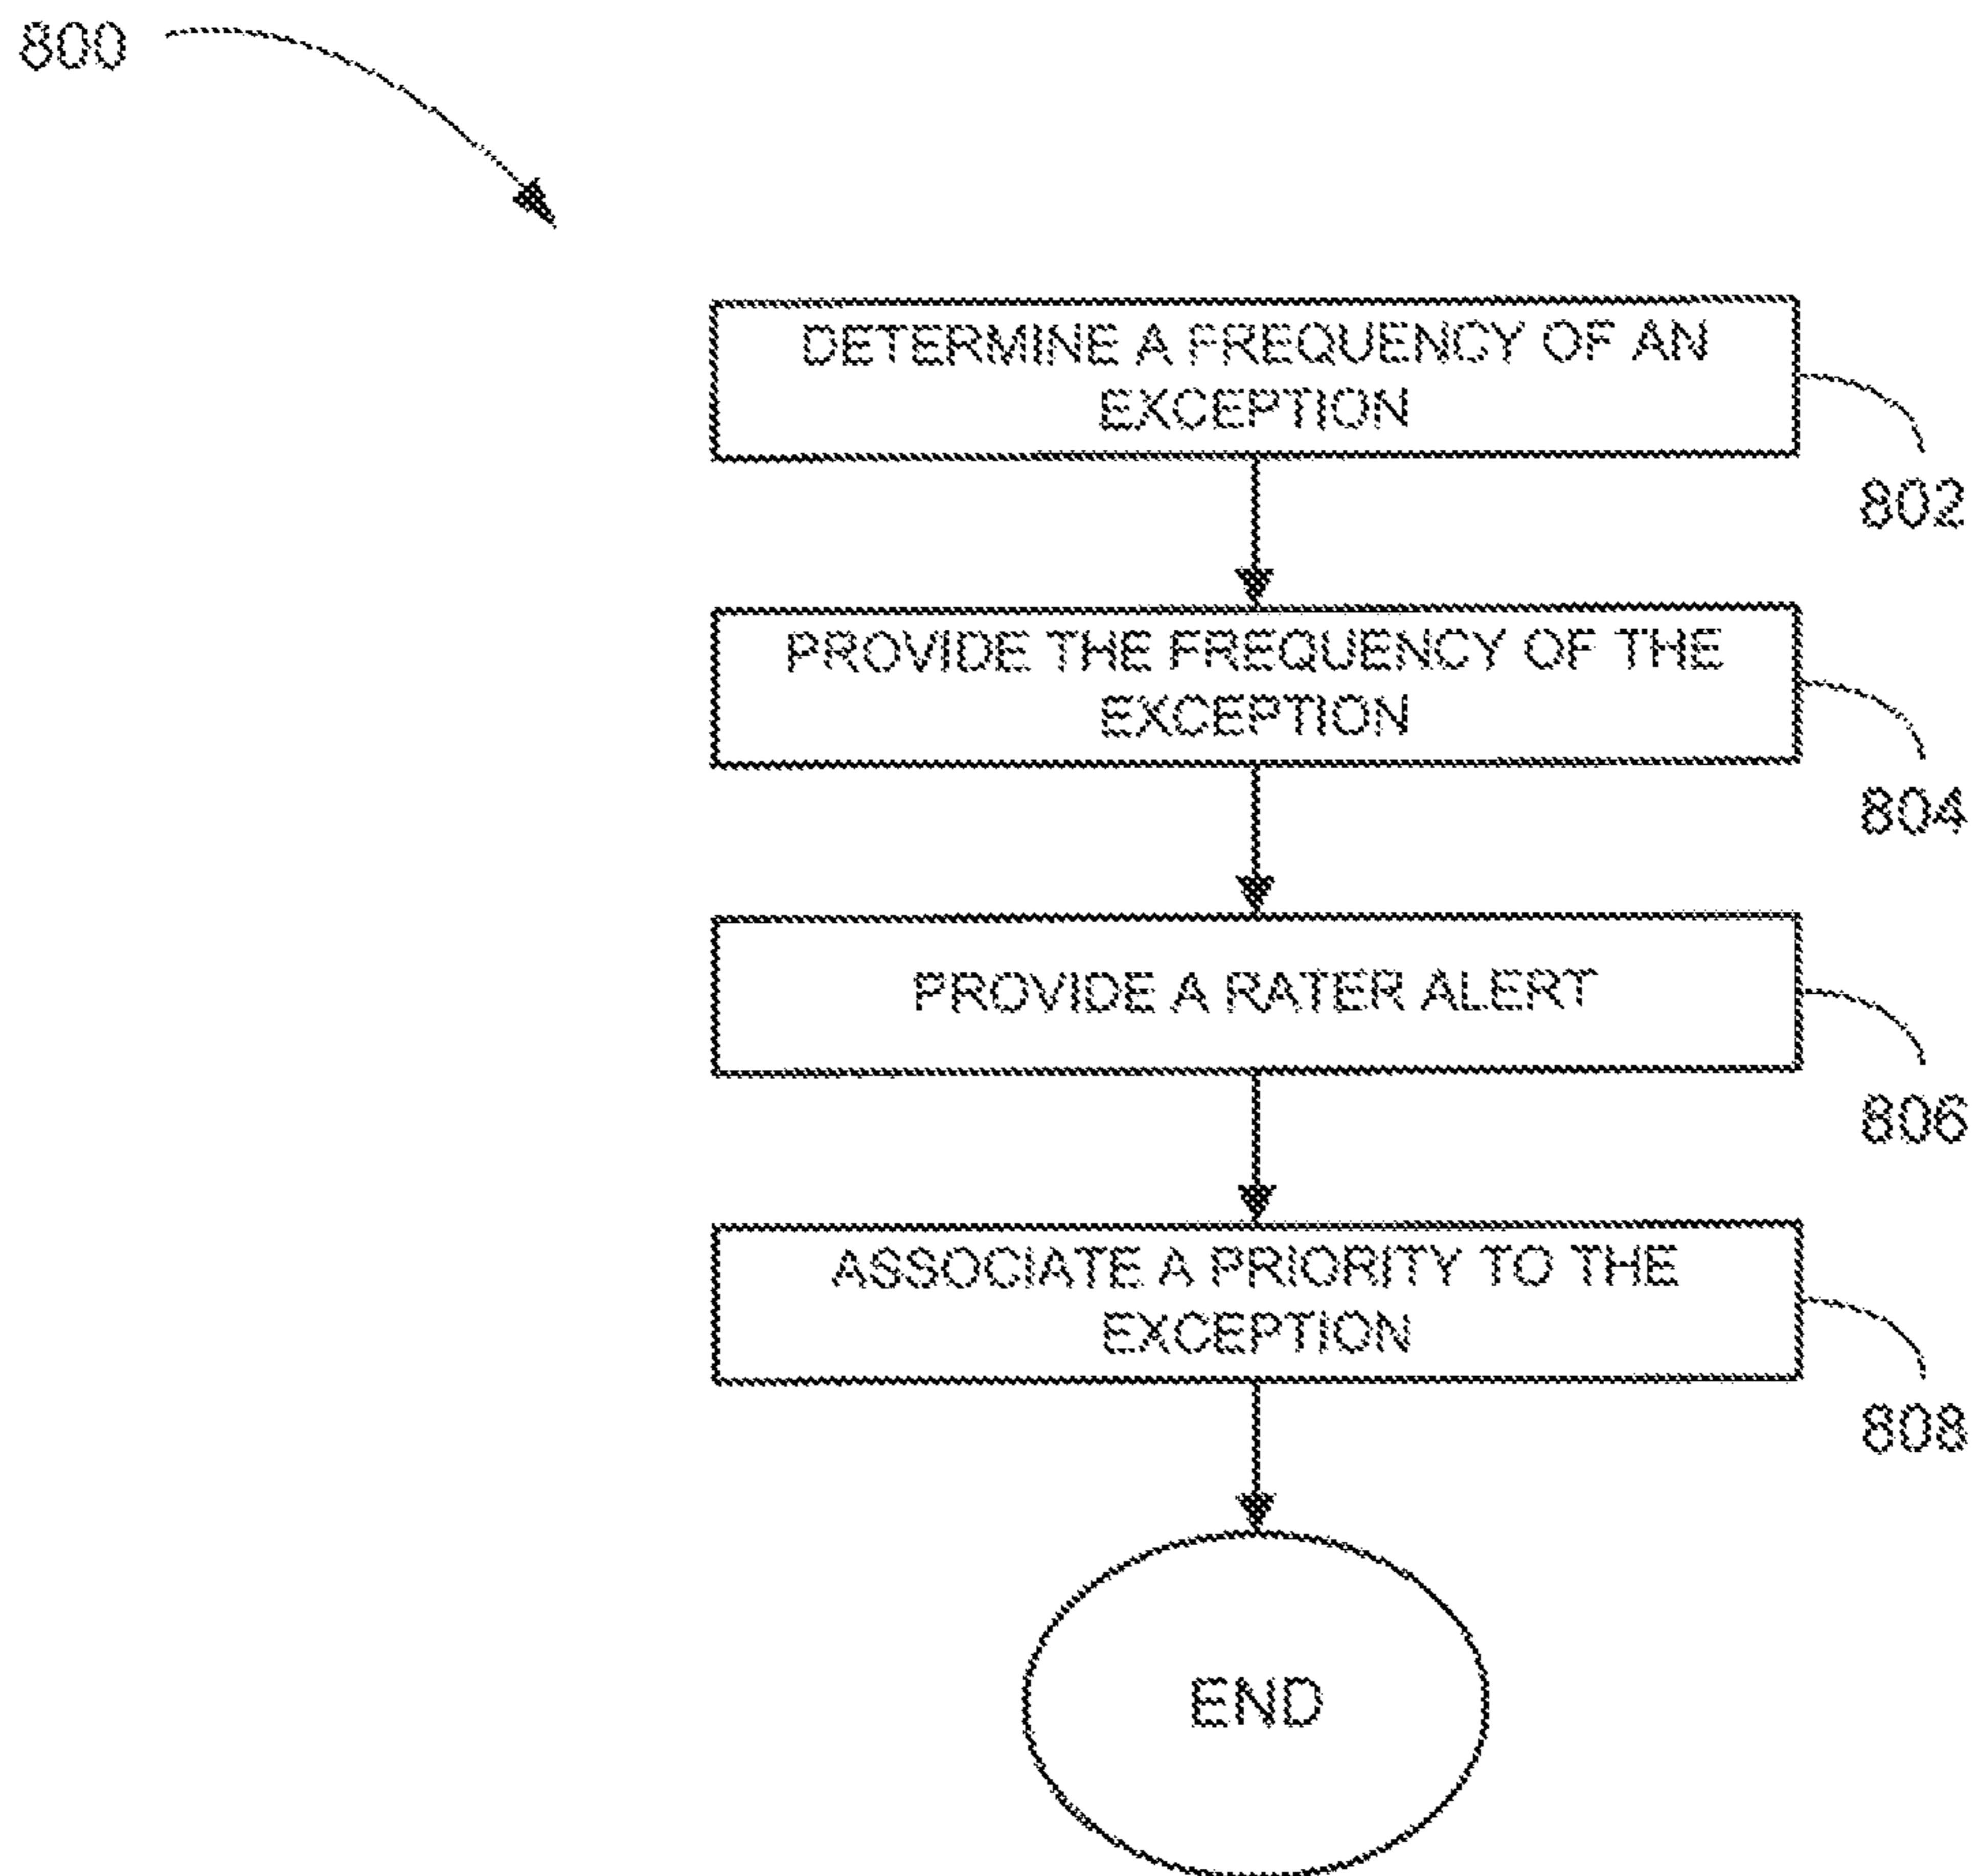 800
DETERMINE A FREQUENCY OF AN
EXCEPTION
802
PROVIDE THE FREQUENCY OF THE
EXCEPTION
804
PROVIDE A RATER ALERT
806
ASSOCIATE A PRIORITY TO THE
EXCEPTION
808
END